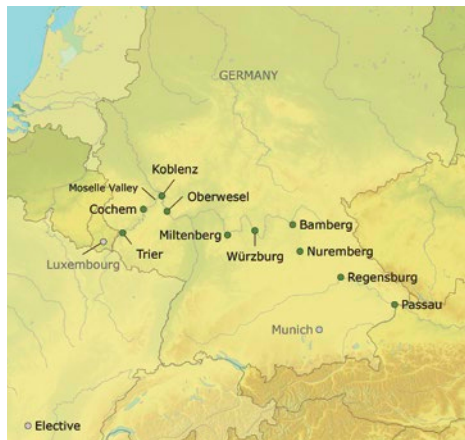 GERMANY
Koblenz
Moselle Valley
Oberwesel
Cochem
Bamberg
Miltenberg
Würzburg
Nuremberg
Trier
Luxembourg
Regensburg
Passau
Munich
Elective